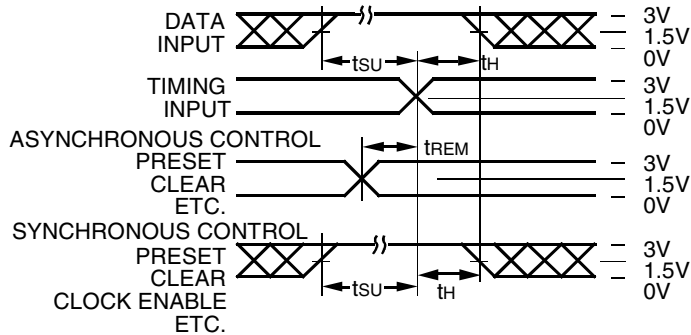 DATA
INPUT
tSU
tH
3V
1.5V
0V
TIMING
INPUT
3V
1.5V
0V
ASYNCHRONOUS CONTROL
PRESET
CLEAR
ETC.
tREM
3V
1.5V
0V
SYNCHRONOUS CONTROL
PRESET
CLEAR
CLOCK ENABLE
ETC.
tSU
tH
3V
1.5V
0V